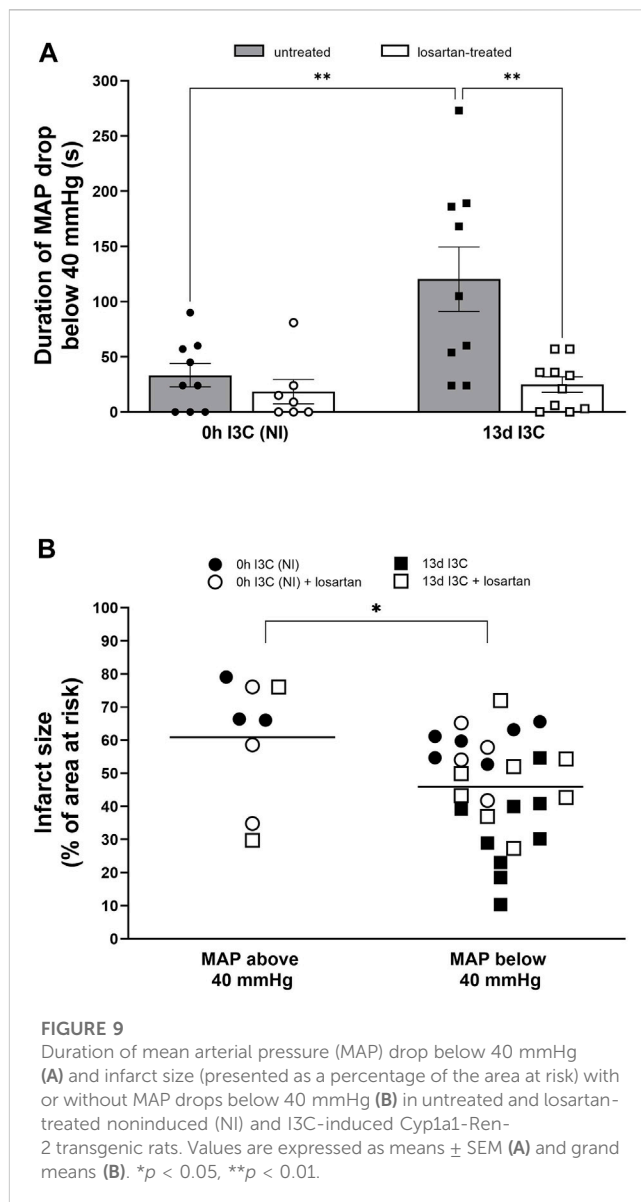 A
untreated
losartan-treated
**
**
Duration of MAP drop
below 40 mmHg (s)
300
250
200
150
100
50
0
0h I3C (NI)
13d I3C
B
0h I3C (NI)
13d I3C
0h I3C (NI) + losartan
13d I3C + losartan
*
Infarct size
(% of area at risk)
100
90
80
70
60
50
40
30
20
10
0
MAP above
40 mmHg
MAP below
40 mmHg
FIGURE 9
Duration of mean arterial pressure (MAP) drop below 40 mmHg
(A) and infarct size (presented as a percentage of the area at risk) with
or without MAP drops below 40 mmHg (B) in untreated and losartan-
treated noninduced (NI) and I3C-induced Cyp1a1-Ren-
2 transgenic rats. Values are expressed as means ± SEM (A) and grand
means (B). *p < 0.05, **p < 0.01.